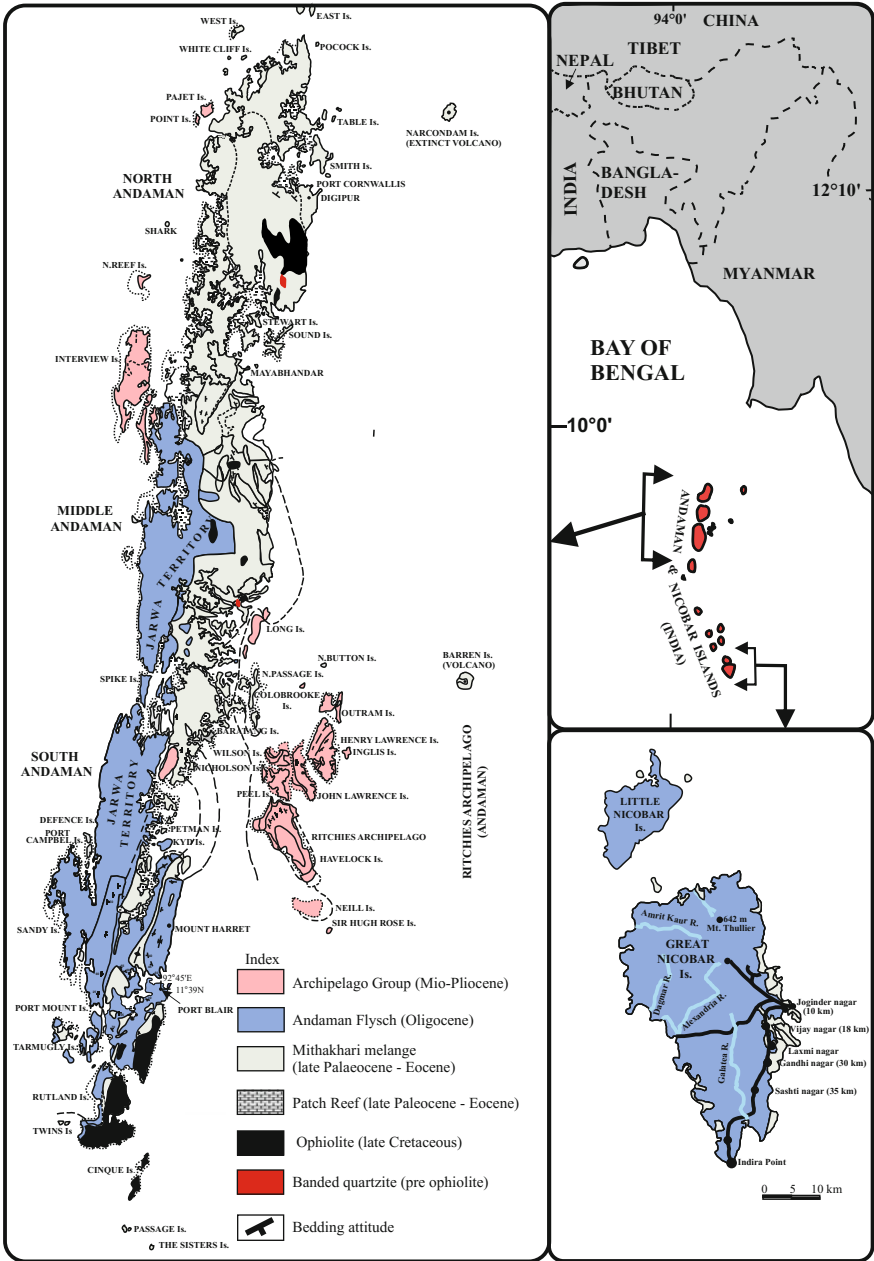 EAST Is.
WEST Is.
WHITE CLIFF Is.
POCOCK Is.
PAJET Is.
POINT Is.
TABLE Is.
NARCONDAM Is.
(EXTINCT VOLCANO)
SMITH Is.
NORTH
ANDAMAN
PORT CORNWALLIS
DIGIPUR
SHARK
N.REEF Is.
STEWART Is.
SOUND Is.
INTERVIEW Is.
MAYABHANDAR
MIDDLE
ANDAMAN
JARWA TERRITORY
LONG Is.
N.BUTTON Is.
BARREN Is.
(VOLCANO)
SPIKE Is.
N.PASSAGE Is.
COLOBROOKE
Is.
OUTRAM Is.
BARATANG Is.
HENRY LAWRENCE Is.
WILSON Is.
INGLIS Is.
SOUTH
ANDAMAN
NICHOLSON Is.
PEEL Is.
JOHN LAWRENCE Is.
JARWA
TERRITORY
RITCHIES ARCHIPELAGO
(ANDAMAN)
DEFENCE Is.
PORT
CAMPBEL Is.
PETMAN Is.
KYD Is.
RITCHIES ARCHIPELAGO
HAVELOCK Is.
NEILL Is.
SIR HUGH ROSE Is.
SANDY Is.
MOUNT HARRET
92°45'E
11°39N
PORT MOUNT Is.
PORT BLAIR
TARMUGLY Is.
RUTLAND Is.
TWINS Is
CINQUE Is.
PASSAGE Is.
THE SISTERS Is.
Index
Archipelago Group (Mio-Pliocene)
Andaman Flysch (Oligocene)
Mithakhari melange
(late Palaeocene - Eocene)
Patch Reef (late Paleocene - Eocene)
Ophiolite (late Cretaceous)
Banded quartzite (pre ophiolite)
Bedding attitude
94°0'
CHINA
TIBET
NEPAL
BHUTAN
INDIA
BANGLA-
DESH
12°10'
MYANMAR
BAY OF
BENGAL
10°0'
ANDAMAN & NICOBAR ISLANDS
(INDIA)
LITTLE
NICOBAR
Is.
Amrit Kaur R.
642 m
Mt. Thullier
GREAT
NICOBAR
Is.
Dagmar R.
Alexandria R.
Joginder nagar
(10 km)
Vijay nagar (18 km)
Laxmi nagar
Gandhi nagar (30 km)
Galatea R.
Sashti nagar (35 km)
Indira Point
0 5 10 km